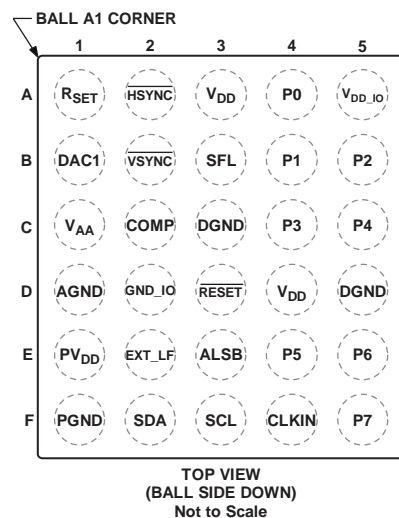 BALL A1 CORNER
1 2 3 4 5
A RSET HSYNC VDD P0 VDD_IO
B DAC1 VSYNC SFL P1 P2
C VAA COMP DGND P3 P4
D AGND GND_IO RESET VDD DGND
E PVDD EXT_LF ALSB P5 P6
F PGND SDA SCL CLKIN P7
TOP VIEW
(BALL SIDE DOWN)
Not to Scale